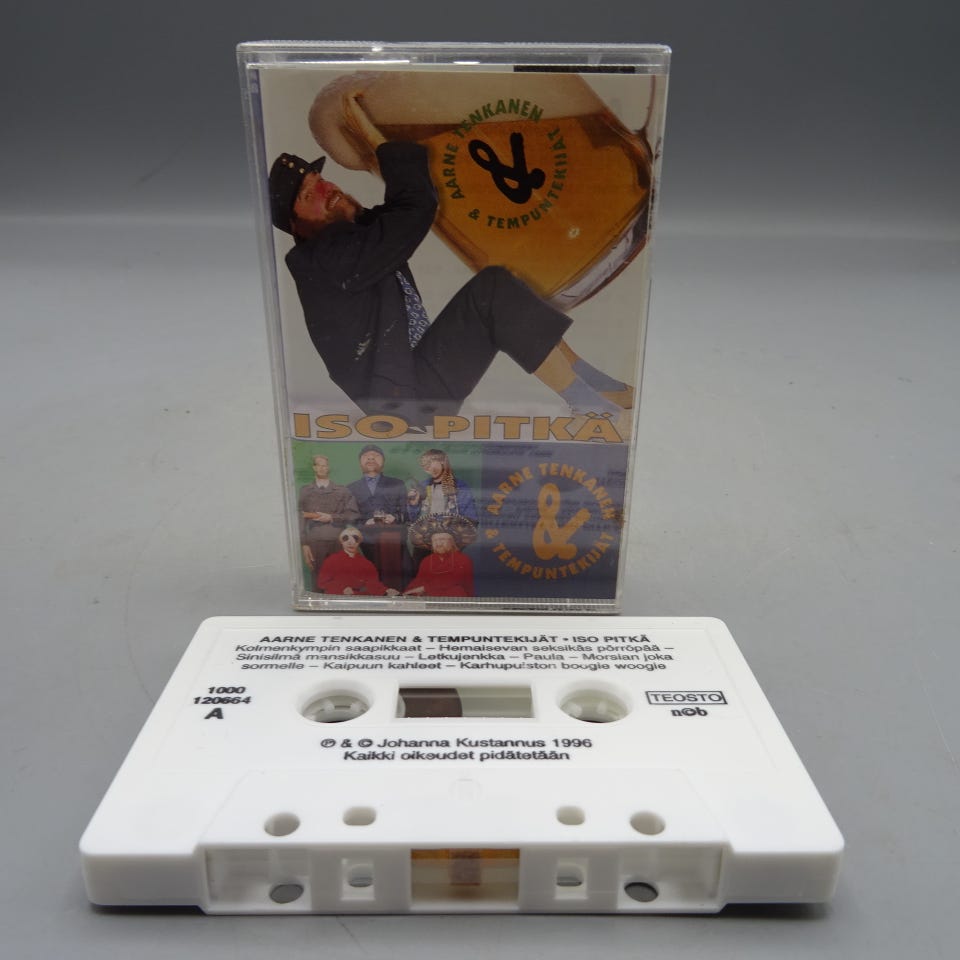 AARNE TENKANEN
&
& TEMPUNTEKIJÄT
ISO PITKÄ
AARNE TENKANEN
&
& TEMPUNTEKIJÄT
AARNE TENKANEN & TEMPUNTEKIJÄT • ISO PITKÄ
Kolmenkympin saapikkaat – Hemaisevan seksikäs pörröpää –
Sinisilmä mansikkasuu – Letkujenkka – Paula – Morsian joka
sormelle – Kaipuun kahleet – Karhupuiston boogie woogie
1000
120664
A
TEOSTO
n©b
℗ & © Johanna Kustannus 1996
Kaikki oikeudet pidätetään